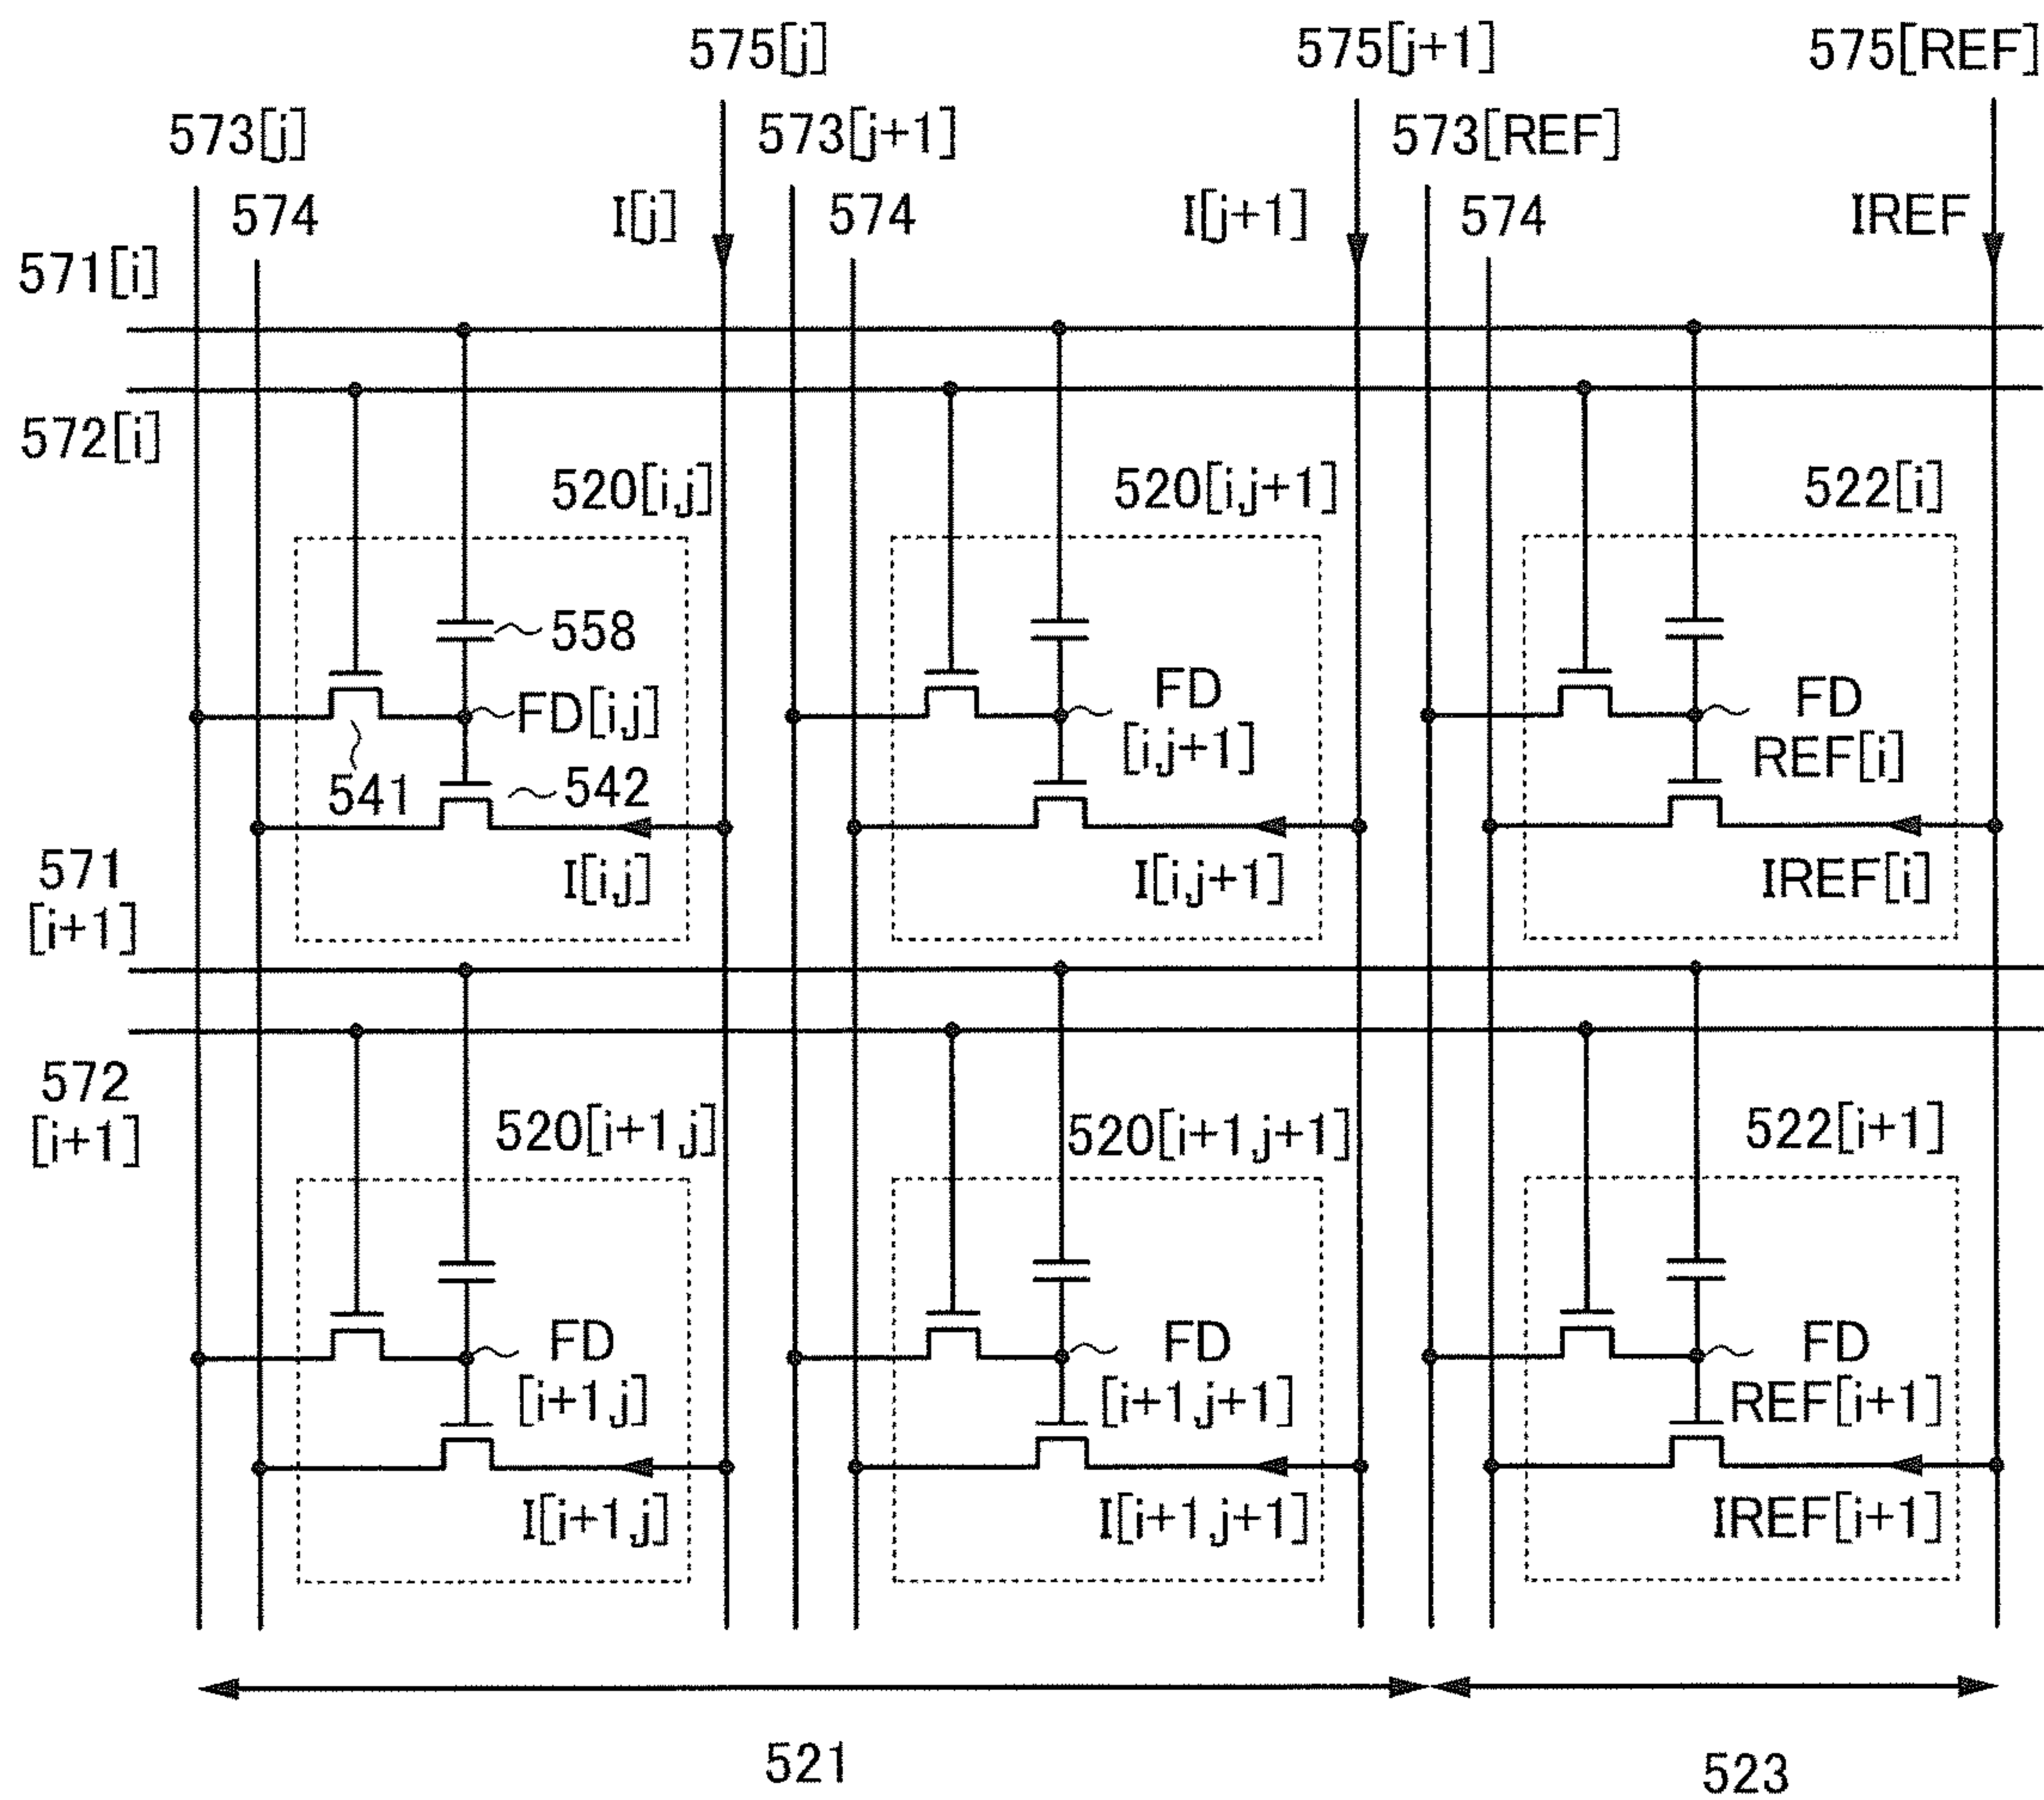 575[j]
575[j+1]
575[REF]
573[j]
573[j+1]
573[REF]
574
I[j]
574
I[j+1]
574
IREF
571[i]
572[i]
520[i,j]
520[i,j+1]
522[i]
558
FD[i,j]
FD
[i,j+1]
FD
REF[i]
541
542
I[i,j]
I[i,j+1]
IREF[i]
571
[i+1]
572
[i+1]
520[i+1,j]
520[i+1,j+1]
522[i+1]
FD
[i+1,j]
FD
[i+1,j+1]
FD
REF[i+1]
I[i+1,j]
I[i+1,j+1]
IREF[i+1]
521
523